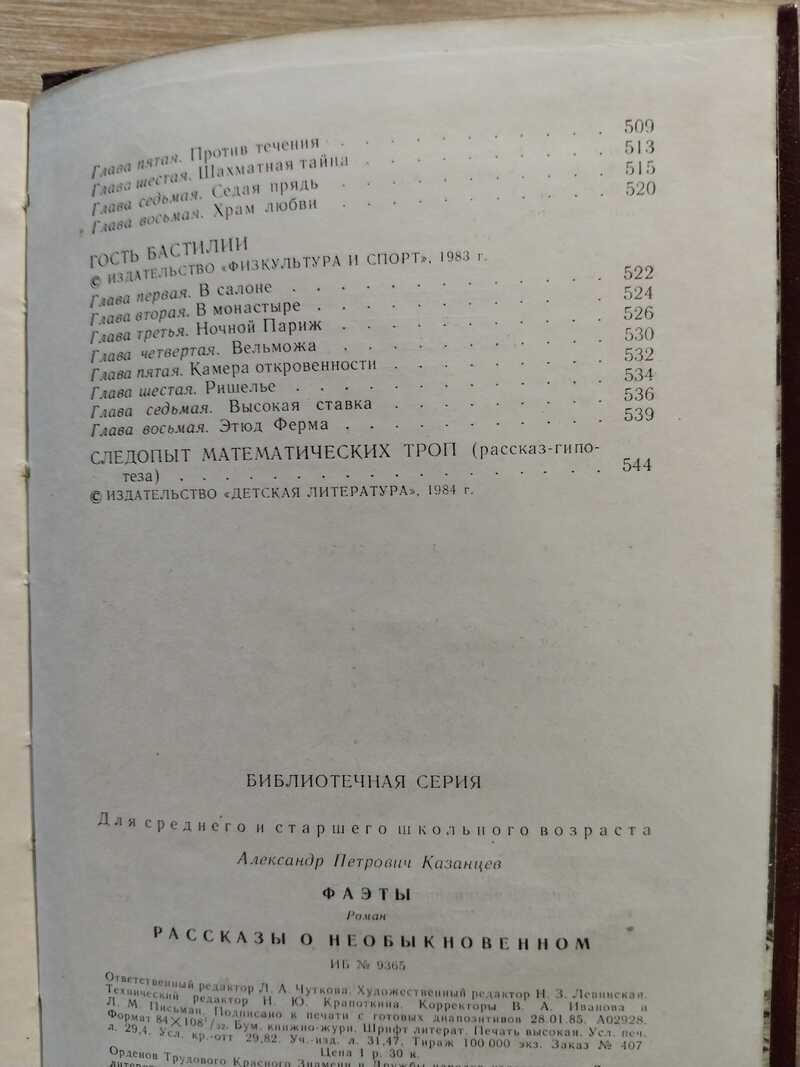 Глава пятая. Против течения . . . . . . . . . . 509
Глава шестая. Шахматная тайна . . . . . . . . . 513
Глава седьмая. Седая прядь . . . . . . . . . . 515
Глава восьмая. Храм любви . . . . . . . . . . 520
ГОСТЬ БАСТИЛИИ
© ИЗДАТЕЛЬСТВО «ФИЗКУЛЬТУРА И СПОРТ», 1983 г.
Глава первая. В салоне . . . . . . . . . . . 522
Глава вторая. В монастыре . . . . . . . . . . 524
Глава третья. Ночной Париж . . . . . . . . . . 526
Глава четвертая. Вельможа . . . . . . . . . . 530
Глава пятая. Камера откровенности . . . . . . . . 532
Глава шестая. Ришелье . . . . . . . . . . . 534
Глава седьмая. Высокая ставка . . . . . . . . . 536
Глава восьмая. Этюд Ферма . . . . . . . . . . 539
СЛЕДОПЫТ МАТЕМАТИЧЕСКИХ ТРОП (рассказ-гипо-
теза) . . . . . . . . . . . . . . . . 544
© ИЗДАТЕЛЬСТВО «ДЕТСКАЯ ЛИТЕРАТУРА», 1984 г.
БИБЛИОТЕЧНАЯ СЕРИЯ
Для среднего и старшего школьного возраста
Александр Петрович Казанцев
ФАЭТЫ
Роман
РАССКАЗЫ О НЕОБЫКНОВЕННОМ
ИБ № 9365
Ответственный редактор Л. А. Чуткова. Художественный редактор Н. З. Левинская.
Технический редактор И. Ю. Крапоткина. Корректоры В. А. Иванова и
Л. М. Письман. Подписано к печати с готовых диапозитивов 28.01.85. А02928.
Формат 84×108¹/₃₂. Бум. книжно-журн. Шрифт литерат. Печать высокая. Усл. печ.
л. 29,4. Усл. кр.-отт 29,82. Уч.-изд. л. 31,47. Тираж 100 000 экз. Заказ № 407
Цена 1 р. 30 к.
Орденов Трудового Красного Знамени и Дружбы народов